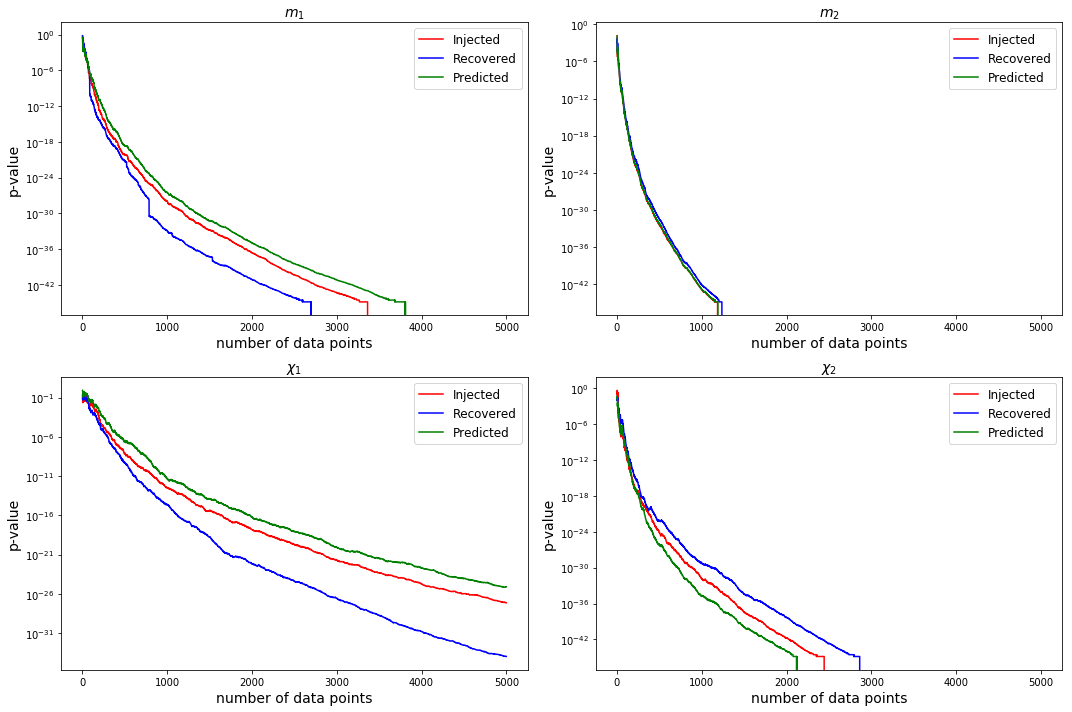 m₁
p-value
10⁰
10⁻⁶
10⁻¹²
10⁻¹⁸
10⁻²⁴
10⁻³⁰
10⁻³⁶
10⁻⁴²
Injected
Recovered
Predicted
0 1000 2000 3000 4000 5000
number of data points
m₂
p-value
10⁰
10⁻⁶
10⁻¹²
10⁻¹⁸
10⁻²⁴
10⁻³⁰
10⁻³⁶
10⁻⁴²
Injected
Recovered
Predicted
0 1000 2000 3000 4000 5000
number of data points
χ₁
p-value
10⁻¹
10⁻⁶
10⁻¹¹
10⁻¹⁶
10⁻²¹
10⁻²⁶
10⁻³¹
Injected
Recovered
Predicted
0 1000 2000 3000 4000 5000
number of data points
χ₂
p-value
10⁰
10⁻⁶
10⁻¹²
10⁻¹⁸
10⁻²⁴
10⁻³⁰
10⁻³⁶
10⁻⁴²
Injected
Recovered
Predicted
0 1000 2000 3000 4000 5000
number of data points